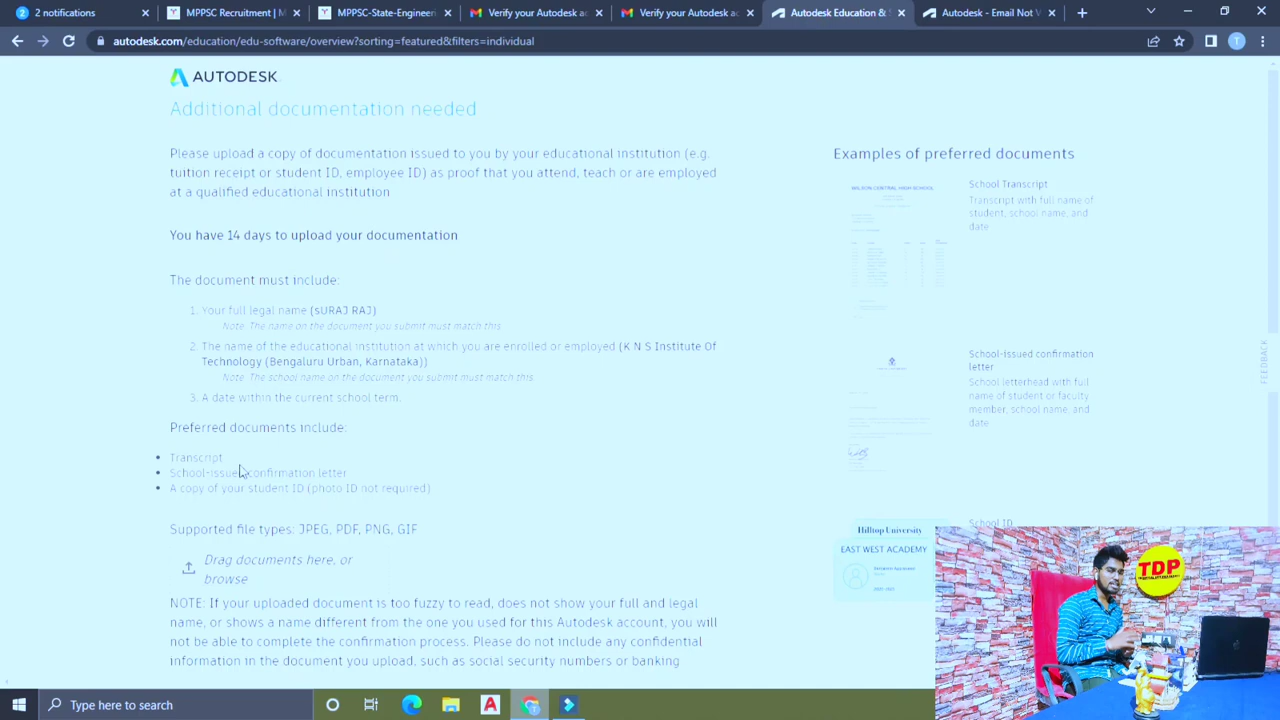 2 notifications
MPPSC Recruitment | M
MPPSC-State-Engineer
Verify your Autodesk ac
Verify your Autodesk ac
Autodesk Education & S
Autodesk - Email Not V
autodesk.com/education/edu-software/overview?sorting=featured&filters=individual
T
AUTODESK
Additional documentation needed
Please upload a copy of documentation issued to you by your educational institution (e.g.
tuition receipt or student ID, employee ID) as proof that you attend, teach or are employed
at a qualified educational institution
You have 14 days to upload your documentation
The document must include:
1. Your full legal name (sURAJ RAJ)
Note: The name on the document you submit must match this.
2. The name of the educational institution at which you are enrolled or employed (K N S Institute Of
Technology (Bengaluru Urban, Karnataka))
Note: The school name on the document you submit must match this.
3. A date within the current school term.
Preferred documents include:
• Transcript
• School-issued confirmation letter
• A copy of your student ID (photo ID not required)
Supported file types: JPEG, PDF, PNG, GIF
Drag documents here, or
browse
NOTE: If your uploaded document is too fuzzy to read, does not show your full and legal
name, or shows a name different from the one you used for this Autodesk account, you will
not be able to complete the confirmation process. Please do not include any confidential
information in the document you upload, such as social security numbers or banking
Examples of preferred documents
WILSON CENTRAL HIGH SCHOOL
School Transcript
Transcript with full name of
student, school name, and
date
School-issued confirmation
letter
School letterhead with full
name of student or faculty
member, school name, and
date
School ID
Hilltop University
EAST WEST ACADEMY
FEEDBACK
TDP
Type here to search